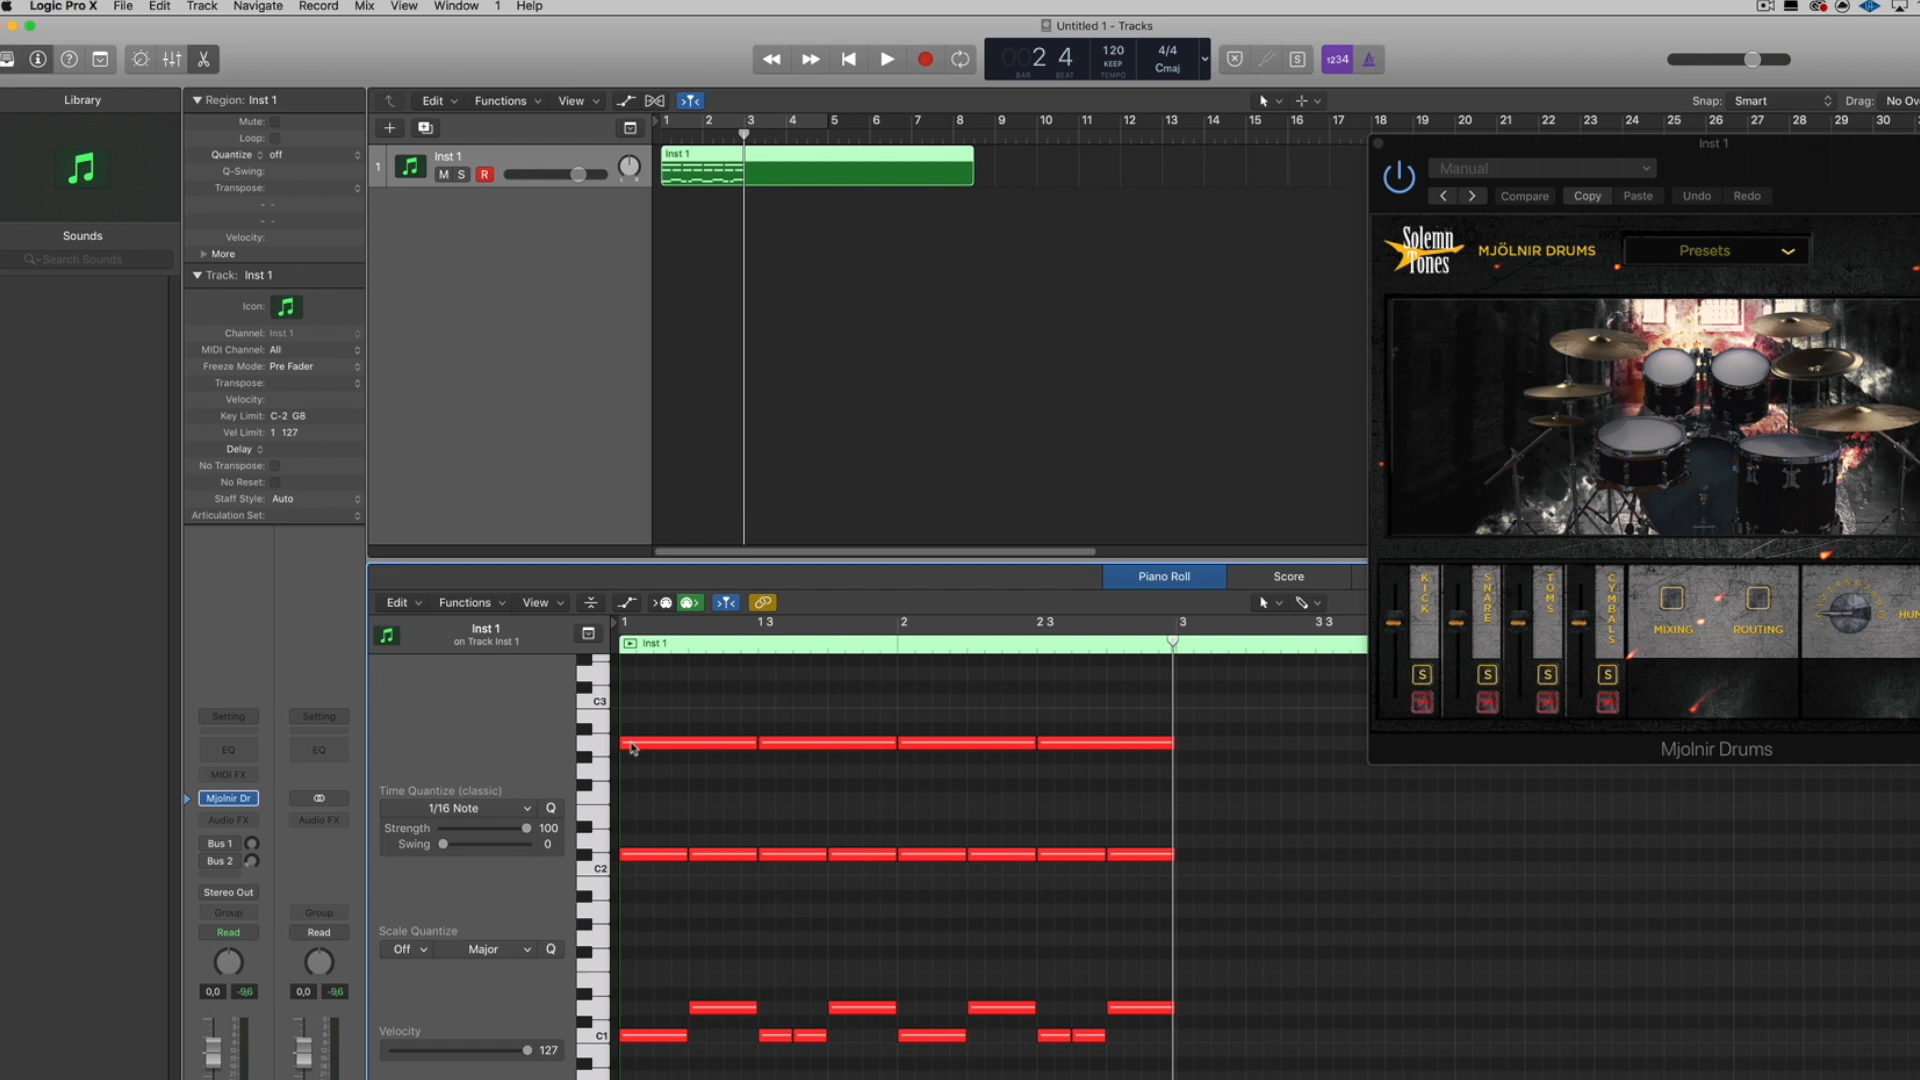 Logic Pro X File Edit Track Navigate Record Mix View Window 1 Help
Untitled 1 - Tracks
002 4 120 4/4
KEEP Cmaj
BAR BEAT TEMPO
1234
Library
Region: Inst 1
Edit Functions View
Snap: Smart Drag: No Ov
Mute:
Loop:
Quantize off
Q-Swing:
Transpose:
Velocity:
More
Sounds
Search Sounds
Track: Inst 1
Icon:
Channel: Inst 1
MIDI Channel: All
Freeze Mode: Pre Fader
Transpose:
Velocity:
Key Limit: C-2 G8
Vel Limit: 1 127
Delay
No Transpose:
No Reset:
Staff Style: Auto
Articulation Set:
1 2 3 4 5 6 7 8 9 10 11 12 13 14 15 16 17 18 19 20 21 22 23 24 25 26 27 28 29 30
1 Inst 1
M S R
Inst 1
Inst 1
Manual
Compare Copy Paste Undo Redo
Solemn Tones
MJÖLNIR DRUMS
Presets
KICK
SNARE
TOMS
CYMBALS
MIXING ROUTING HUM
S S S S
M M M M
Mjolnir Drums
Piano Roll Score
Edit Functions View
Inst 1
on Track Inst 1
1 1 3 2 2 3 3 3 3
Inst 1
C3
C2
C1
Time Quantize (classic)
1/16 Note Q
Strength 100
Swing 0
Scale Quantize
Off Major Q
Velocity
127
Setting Setting
EQ EQ
MIDI FX
Mjolnir Dr
Audio FX Audio FX
Bus 1
Bus 2
Stereo Out
Group Group
Read Read
0,0 -9,6 0,0 -9,6